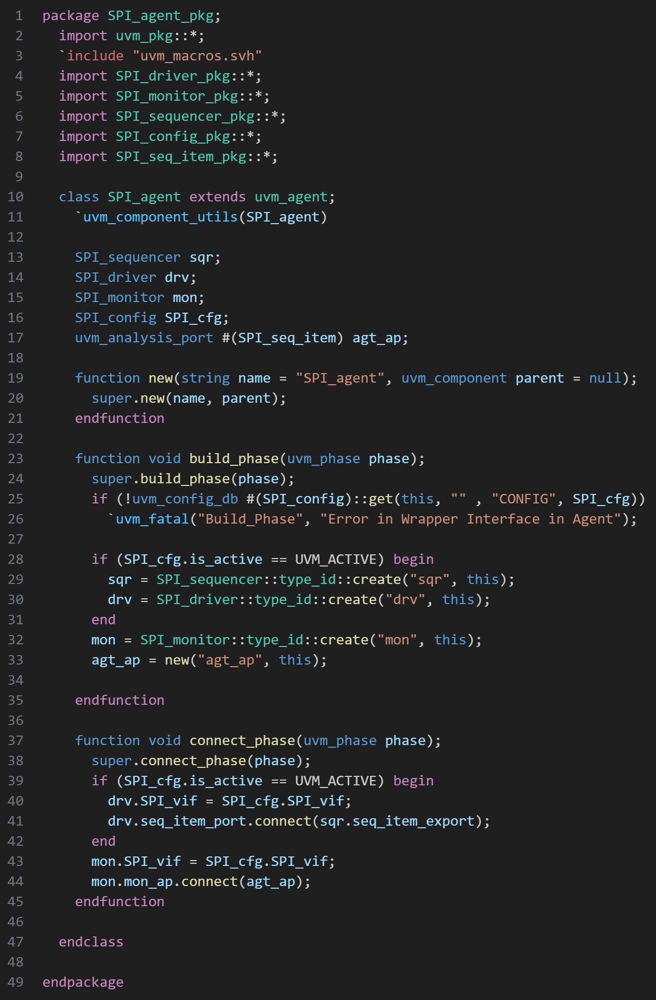 1 package SPI_agent_pkg;
2   import uvm_pkg::*;
3   `include "uvm_macros.svh"
4   import SPI_driver_pkg::*;
5   import SPI_monitor_pkg::*;
6   import SPI_sequencer_pkg::*;
7   import SPI_config_pkg::*;
8   import SPI_seq_item_pkg::*;
9
10   class SPI_agent extends uvm_agent;
11     `uvm_component_utils(SPI_agent)
12
13     SPI_sequencer sqr;
14     SPI_driver drv;
15     SPI_monitor mon;
16     SPI_config SPI_cfg;
17     uvm_analysis_port #(SPI_seq_item) agt_ap;
18
19     function new(string name = "SPI_agent", uvm_component parent = null);
20       super.new(name, parent);
21     endfunction
22
23     function void build_phase(uvm_phase phase);
24       super.build_phase(phase);
25       if (!uvm_config_db #(SPI_config)::get(this, "" , "CONFIG", SPI_cfg))
26         `uvm_fatal("Build_Phase", "Error in Wrapper Interface in Agent");
27
28       if (SPI_cfg.is_active == UVM_ACTIVE) begin
29         sqr = SPI_sequencer::type_id::create("sqr", this);
30         drv = SPI_driver::type_id::create("drv", this);
31       end
32       mon = SPI_monitor::type_id::create("mon", this);
33       agt_ap = new("agt_ap", this);
34
35     endfunction
36
37     function void connect_phase(uvm_phase phase);
38       super.connect_phase(phase);
39       if (SPI_cfg.is_active == UVM_ACTIVE) begin
40         drv.SPI_vif = SPI_cfg.SPI_vif;
41         drv.seq_item_port.connect(sqr.seq_item_export);
42       end
43       mon.SPI_vif = SPI_cfg.SPI_vif;
44       mon.mon_ap.connect(agt_ap);
45     endfunction
46
47   endclass
48
49 endpackage